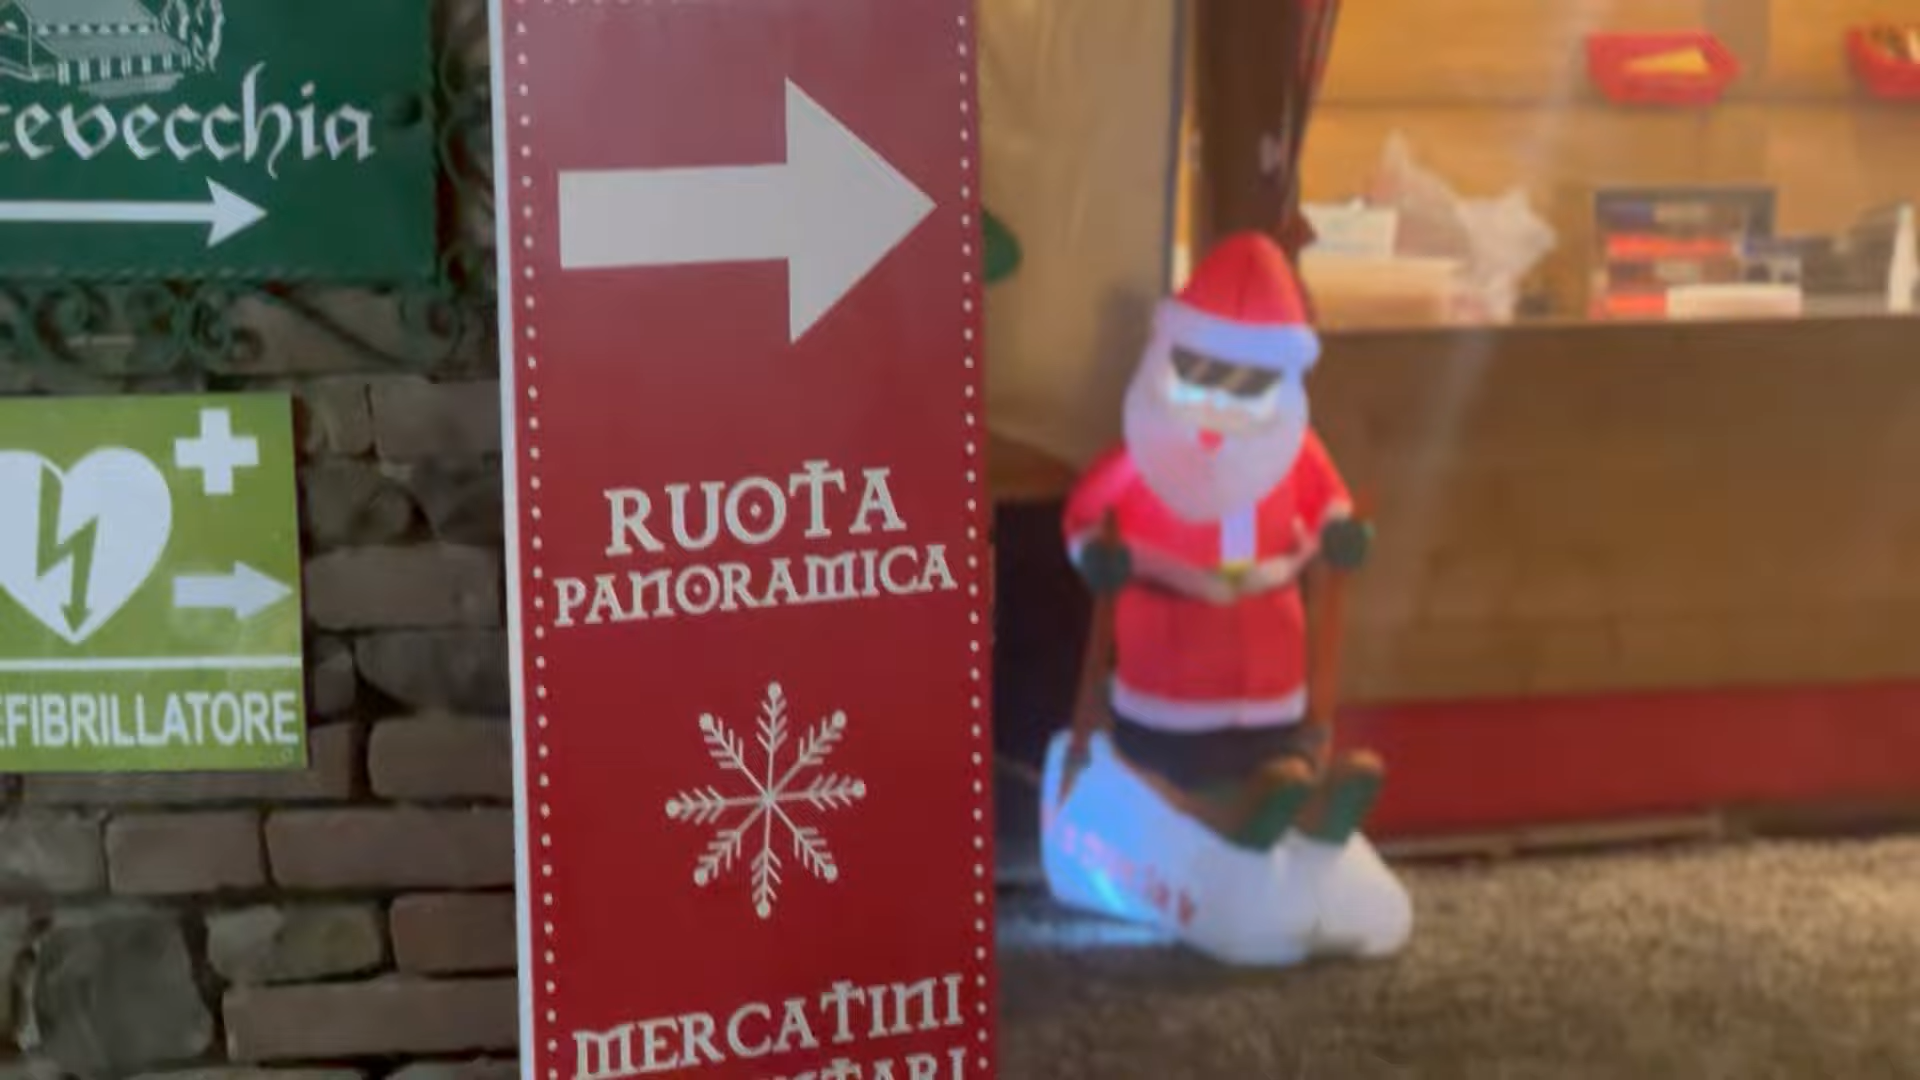 tevecchia
EFIBRILLATORE
RUOTA
PANORAMICA
MERCATINI